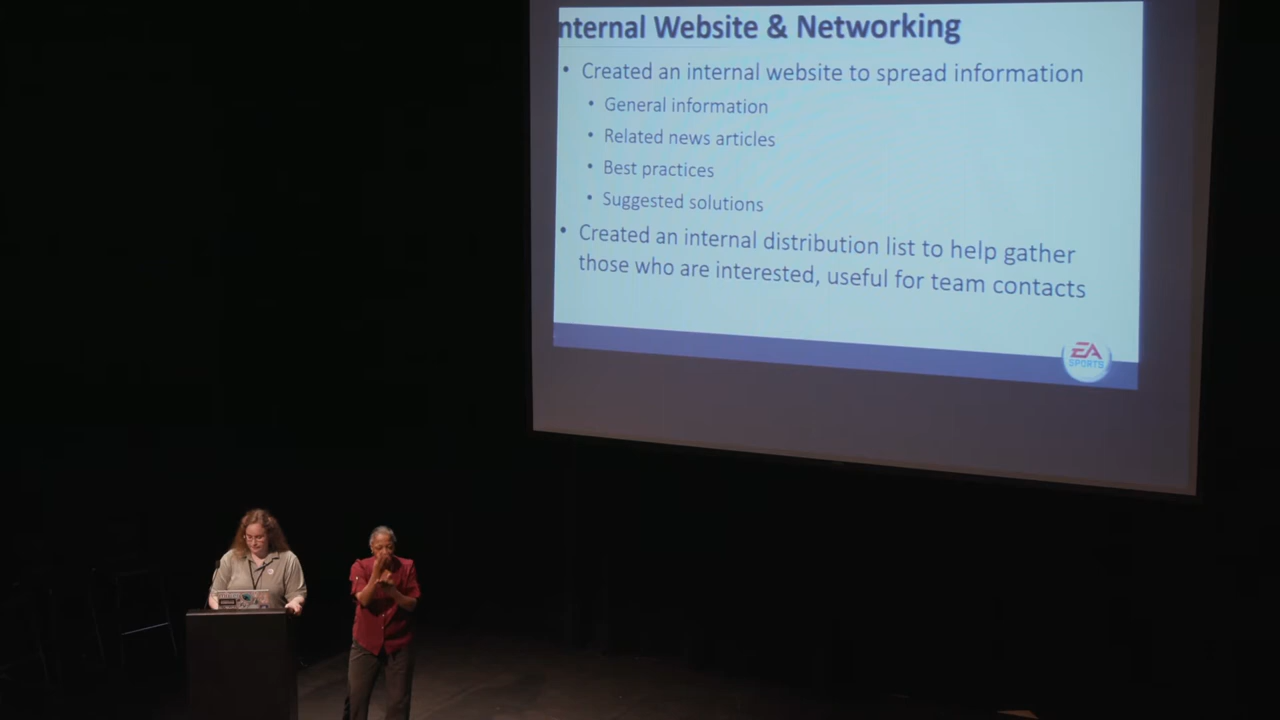 nternal Website & Networking
• Created an internal website to spread information
• General information
• Related news articles
• Best practices
• Suggested solutions
• Created an internal distribution list to help gather
those who are interested, useful for team contacts
EA
SPORTS